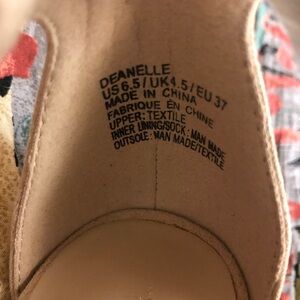 DEANELLE
US 6.5 / UK 4.5 / EU 37
MADE IN CHINA
FABRIQUE EN CHINE
UPPER: TEXTILE
INNER LINING/SOCK: MAN MADE
OUTSOLE: MAN MADE/TEXTILE